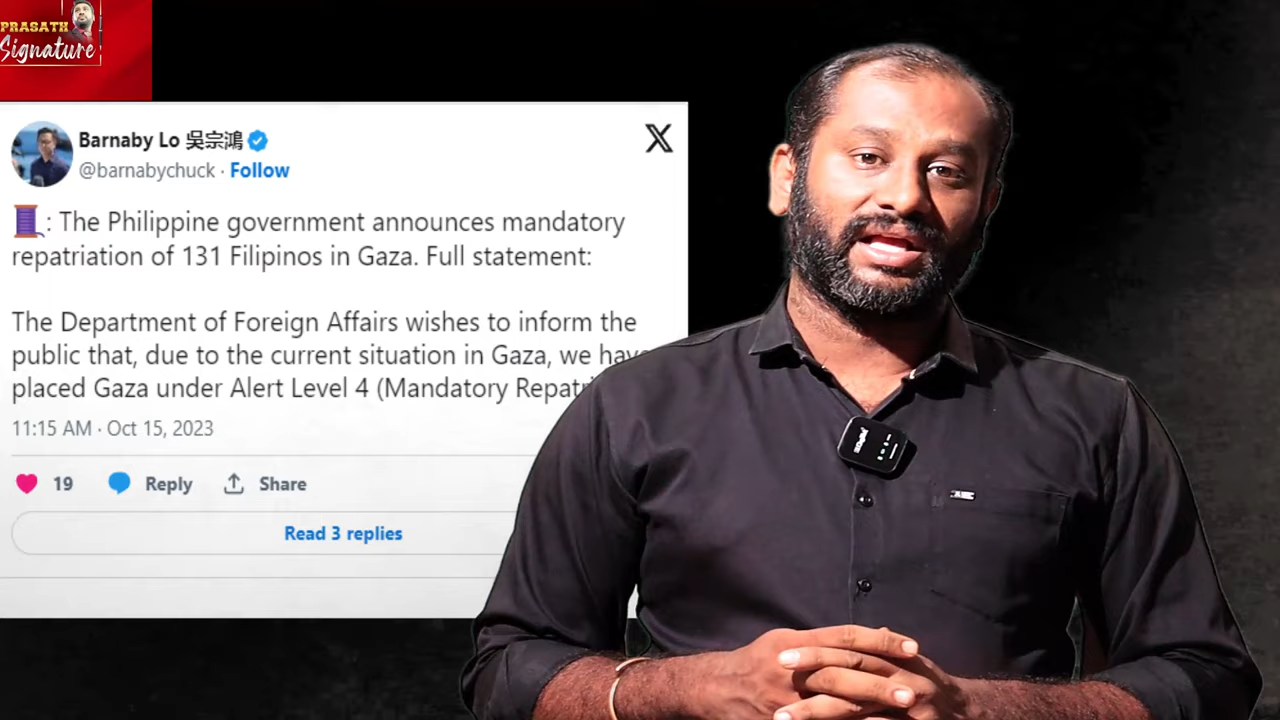 PRASATH
Signature
Barnaby Lo 吳宗鴻
@barnabychuck · Follow
X
: The Philippine government announces mandatory
repatriation of 131 Filipinos in Gaza. Full statement:
The Department of Foreign Affairs wishes to inform the
public that, due to the current situation in Gaza, we have
placed Gaza under Alert Level 4 (Mandatory Repatri
11:15 AM · Oct 15, 2023
19
Reply
Share
Read 3 replies